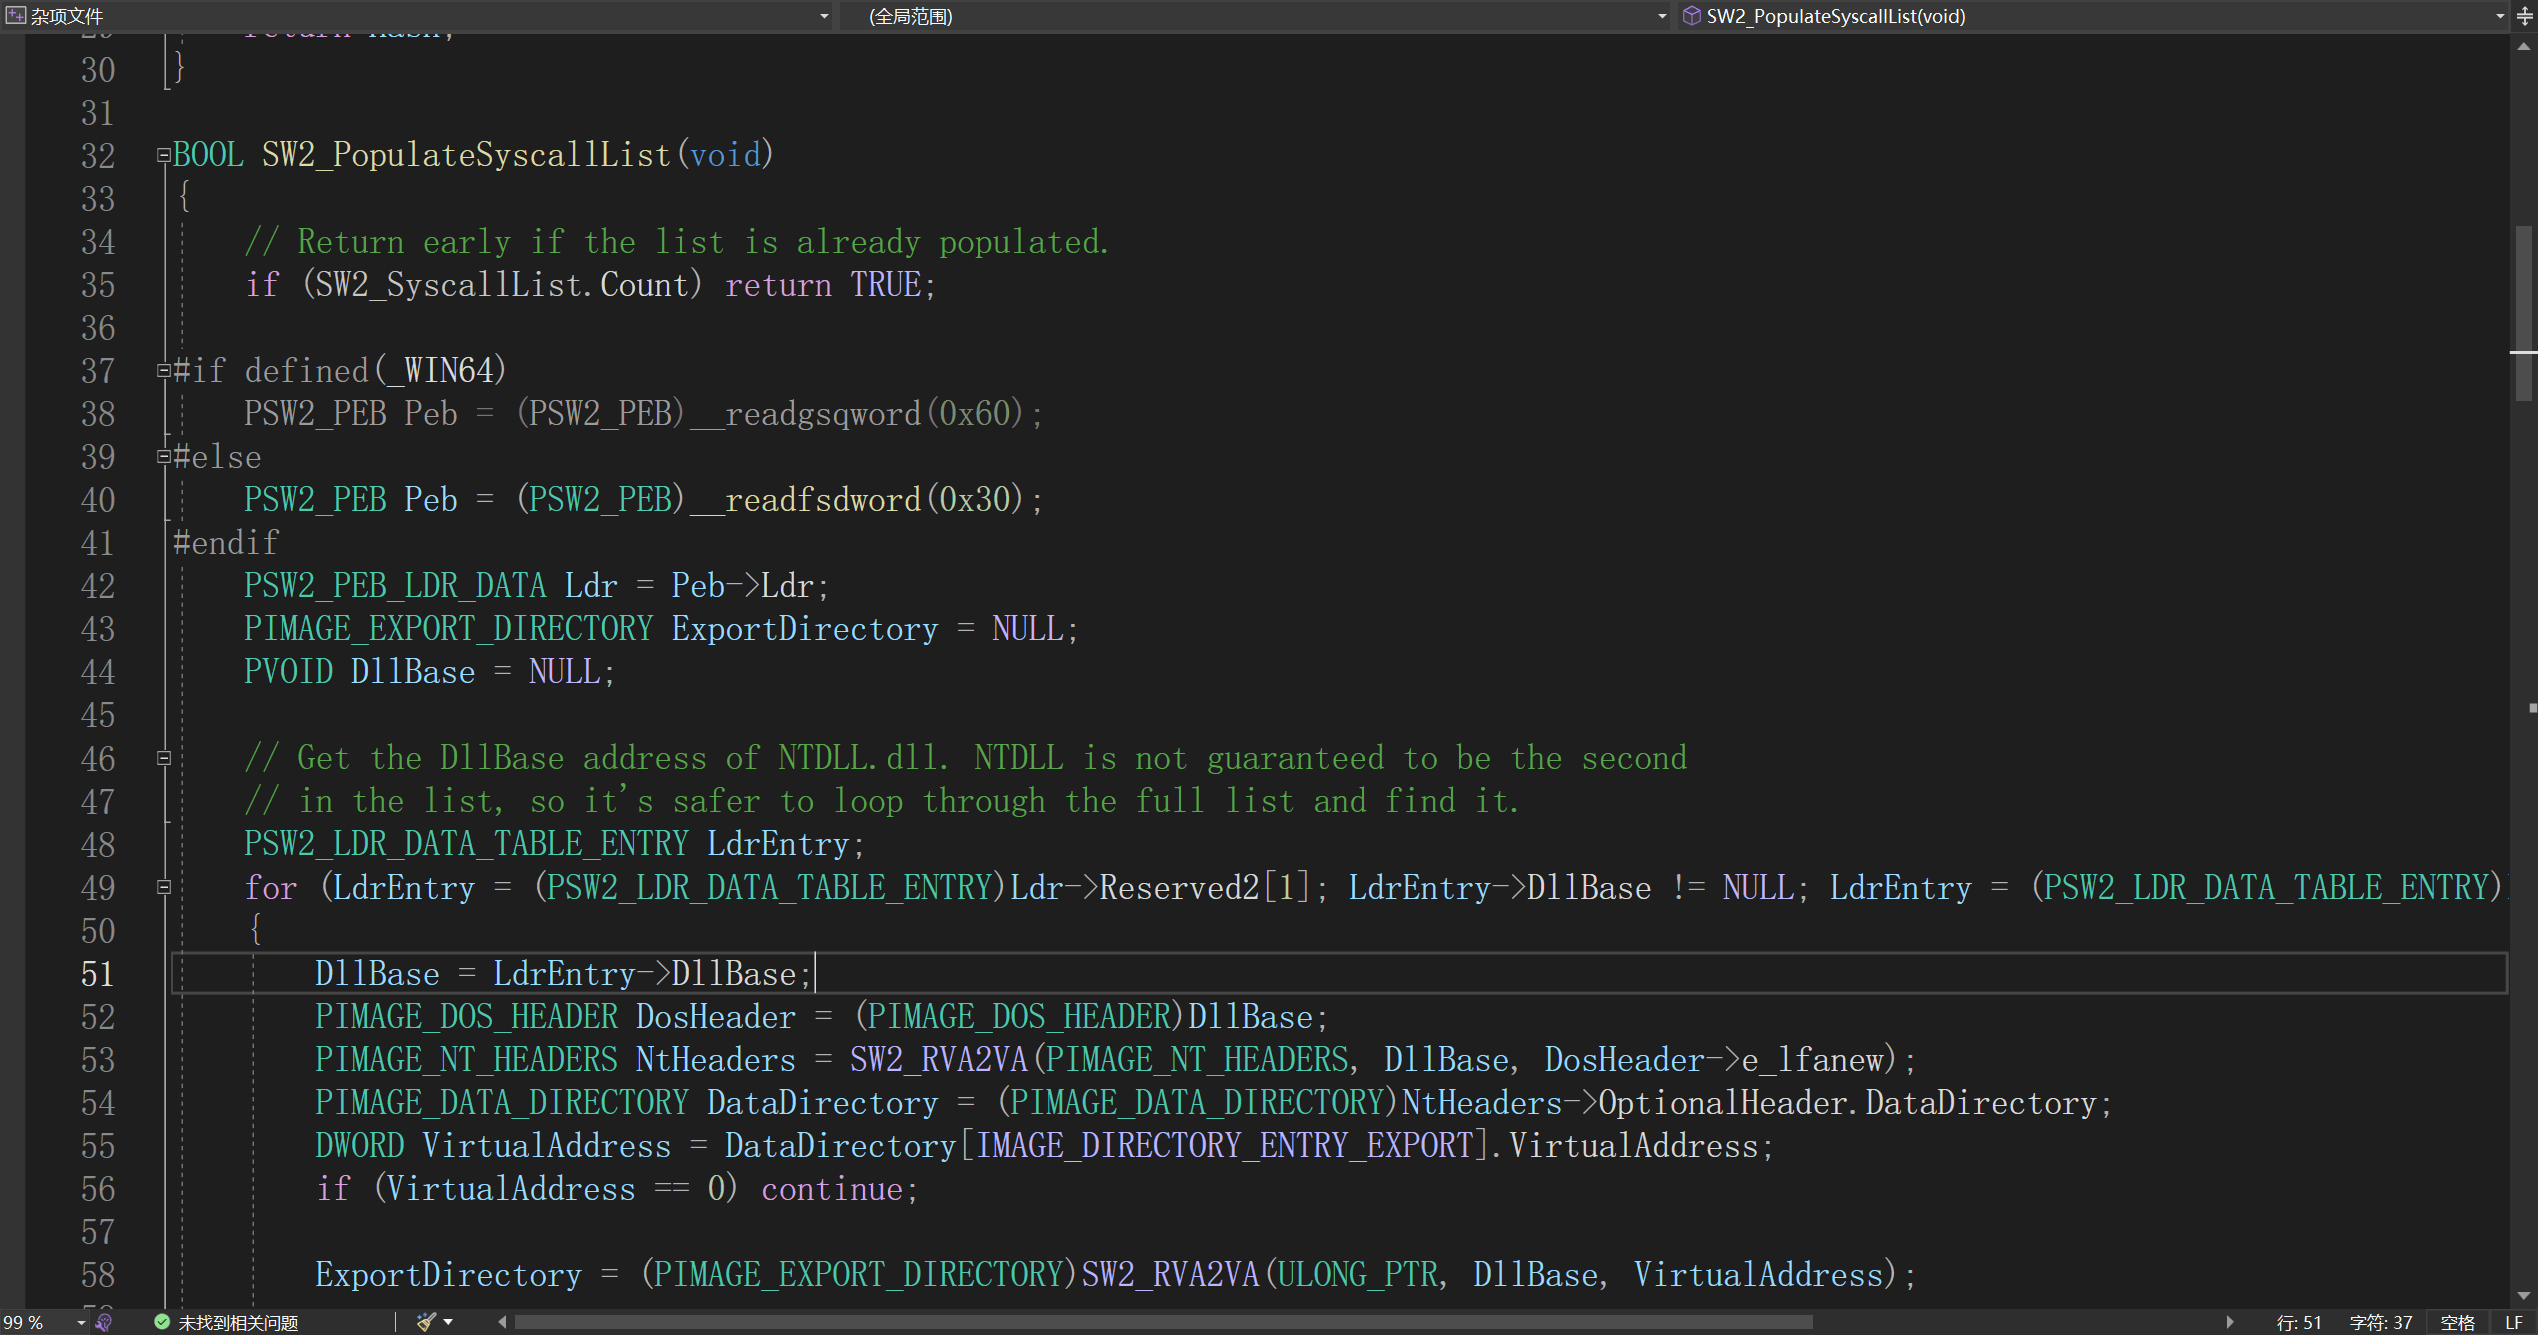 杂项文件 (全局范围) SW2_PopulateSyscallList(void)
29 return Hash;
30 }
31
32 BOOL SW2_PopulateSyscallList(void)
33 {
34 // Return early if the list is already populated.
35 if (SW2_SyscallList.Count) return TRUE;
36
37 #if defined(_WIN64)
38 PSW2_PEB Peb = (PSW2_PEB)__readgsqword(0x60);
39 #else
40 PSW2_PEB Peb = (PSW2_PEB)__readfsdword(0x30);
41 #endif
42 PSW2_PEB_LDR_DATA Ldr = Peb->Ldr;
43 PIMAGE_EXPORT_DIRECTORY ExportDirectory = NULL;
44 PVOID DllBase = NULL;
45
46 // Get the DllBase address of NTDLL.dll. NTDLL is not guaranteed to be the second
47 // in the list, so it's safer to loop through the full list and find it.
48 PSW2_LDR_DATA_TABLE_ENTRY LdrEntry;
49 for (LdrEntry = (PSW2_LDR_DATA_TABLE_ENTRY)Ldr->Reserved2[1]; LdrEntry->DllBase != NULL; LdrEntry = (PSW2_LDR_DATA_TABLE_ENTRY)
50 {
51 DllBase = LdrEntry->DllBase;
52 PIMAGE_DOS_HEADER DosHeader = (PIMAGE_DOS_HEADER)DllBase;
53 PIMAGE_NT_HEADERS NtHeaders = SW2_RVA2VA(PIMAGE_NT_HEADERS, DllBase, DosHeader->e_lfanew);
54 PIMAGE_DATA_DIRECTORY DataDirectory = (PIMAGE_DATA_DIRECTORY)NtHeaders->OptionalHeader.DataDirectory;
55 DWORD VirtualAddress = DataDirectory[IMAGE_DIRECTORY_ENTRY_EXPORT].VirtualAddress;
56 if (VirtualAddress == 0) continue;
57
58 ExportDirectory = (PIMAGE_EXPORT_DIRECTORY)SW2_RVA2VA(ULONG_PTR, DllBase, VirtualAddress);
99 % 未找到相关问题 行: 51 字符: 37 空格 LF